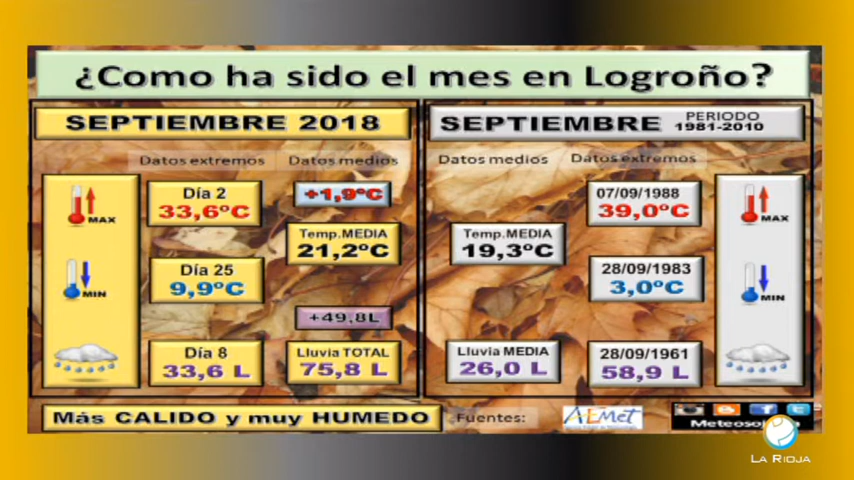 ¿Como ha sido el mes en Logroño?
SEPTIEMBRE 2018
Datos extremos
Datos medios
MAX
Día 2
33,6ºC
+1,9ºC
Temp.MEDIA
21,2ºC
MIN
Día 25
9,9ºC
+49,8L
Día 8
33,6 L
Lluvia TOTAL
75,8 L
SEPTIEMBRE PERIODO
1981-2010
Datos medios
Datos extremos
07/09/1988
39,0ºC
MAX
Temp.MEDIA
19,3ºC
28/09/1983
3,0ºC
MIN
Lluvia MEDIA
26,0 L
28/09/1961
58,9 L
Más CALIDO y muy HUMEDO
Fuentes:
AEMet
LA RIOJA